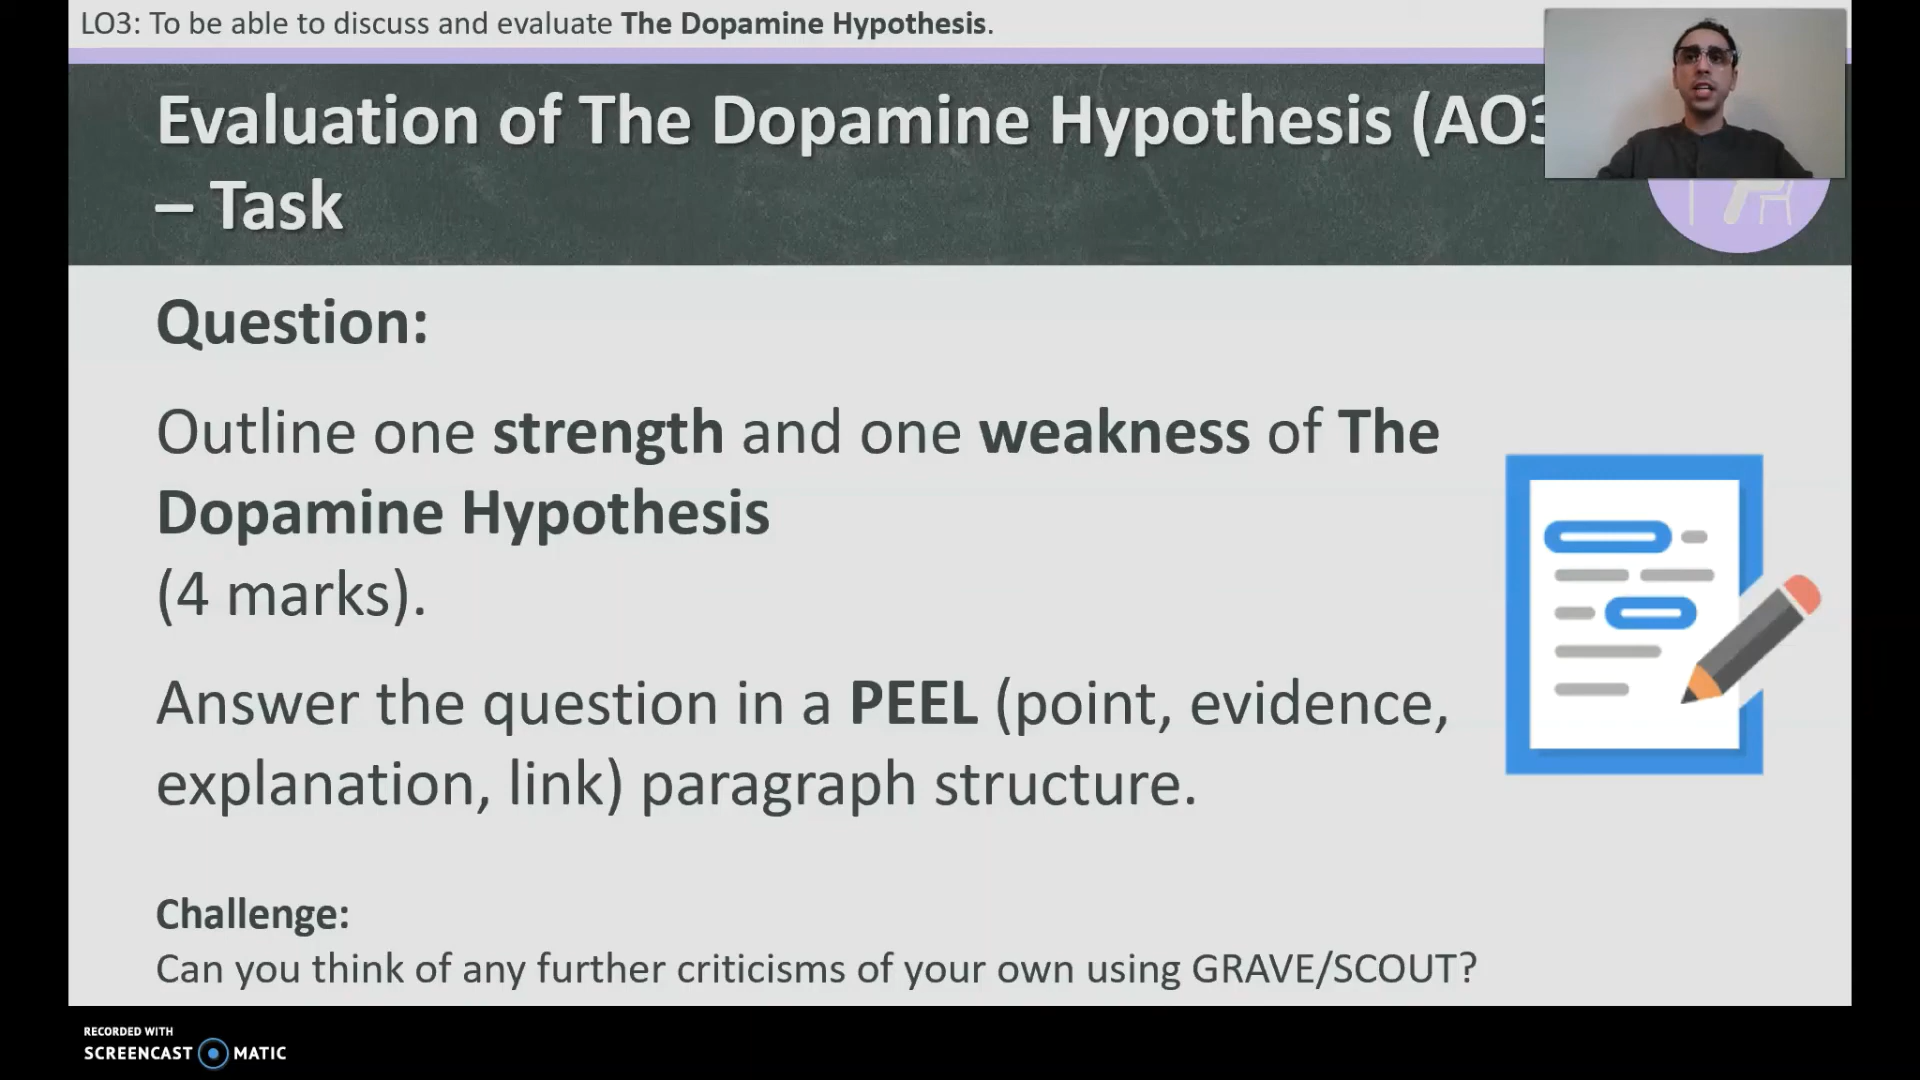 LO3: To be able to discuss and evaluate The Dopamine Hypothesis.
Evaluation of The Dopamine Hypothesis (AO3
– Task
Question:
Outline one strength and one weakness of The
Dopamine Hypothesis
(4 marks).
Answer the question in a PEEL (point, evidence,
explanation, link) paragraph structure.
Challenge:
Can you think of any further criticisms of your own using GRAVE/SCOUT?
RECORDED WITH
SCREENCAST MATIC